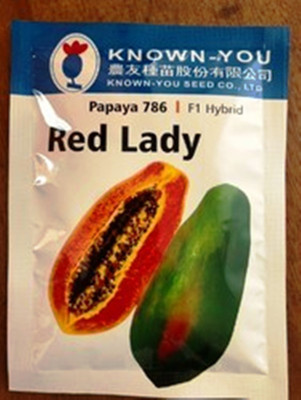 KNOWN-YOU
農友種苗股份有限公司
KNOWN-YOU SEED CO., LTD.
Papaya 786 | F1 Hybrid
Red Lady